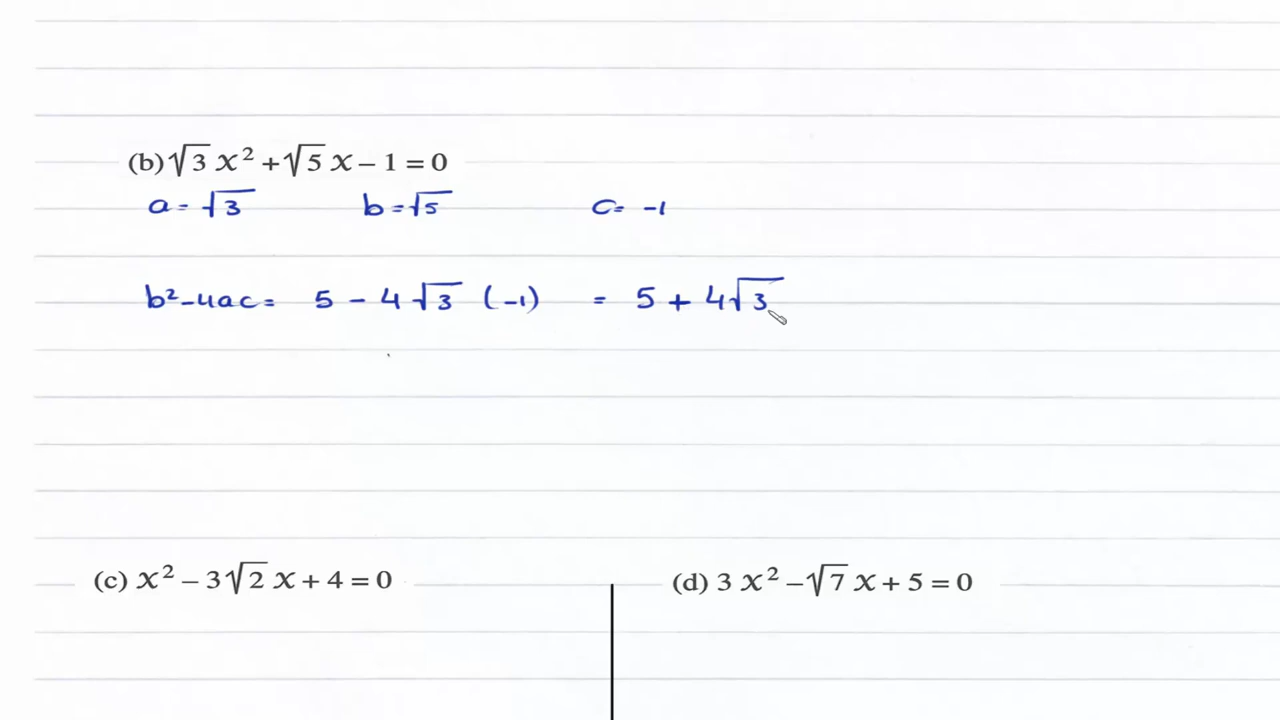 (b) √3 x² + √5 x − 1 = 0
a = √3 b = √5 c = -1
b² - 4ac = 5 - 4√3 (-1) = 5 + 4√3
(c) x² − 3√2 x + 4 = 0
(d) 3 x² − √7 x + 5 = 0